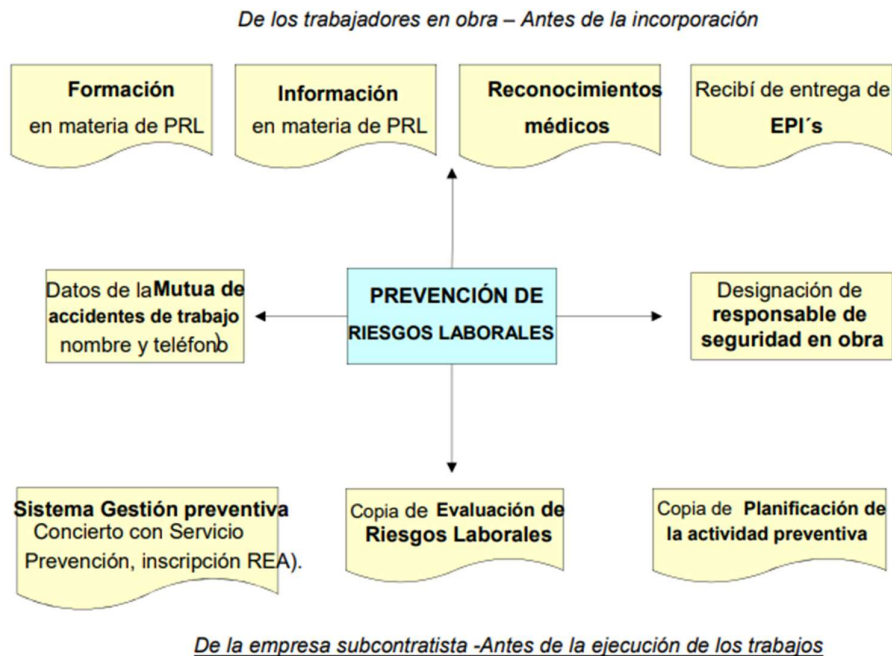 De los trabajadores en obra – Antes de la incorporación
Formación
en materia de PRL
Información
en materia de PRL
Reconocimientos
médicos
Recibí de entrega de
EPI´s
Datos de la Mutua de
accidentes de trabajo
nombre y teléfono)
PREVENCIÓN DE
RIESGOS LABORALES
Designación de
responsable de
seguridad en obra
Sistema Gestión preventiva
Concierto con Servicio
Prevención, inscripción REA).
Copia de Evaluación de
Riesgos Laborales
Copia de Planificación de
la actividad preventiva
De la empresa subcontratista -Antes de la ejecución de los trabajos